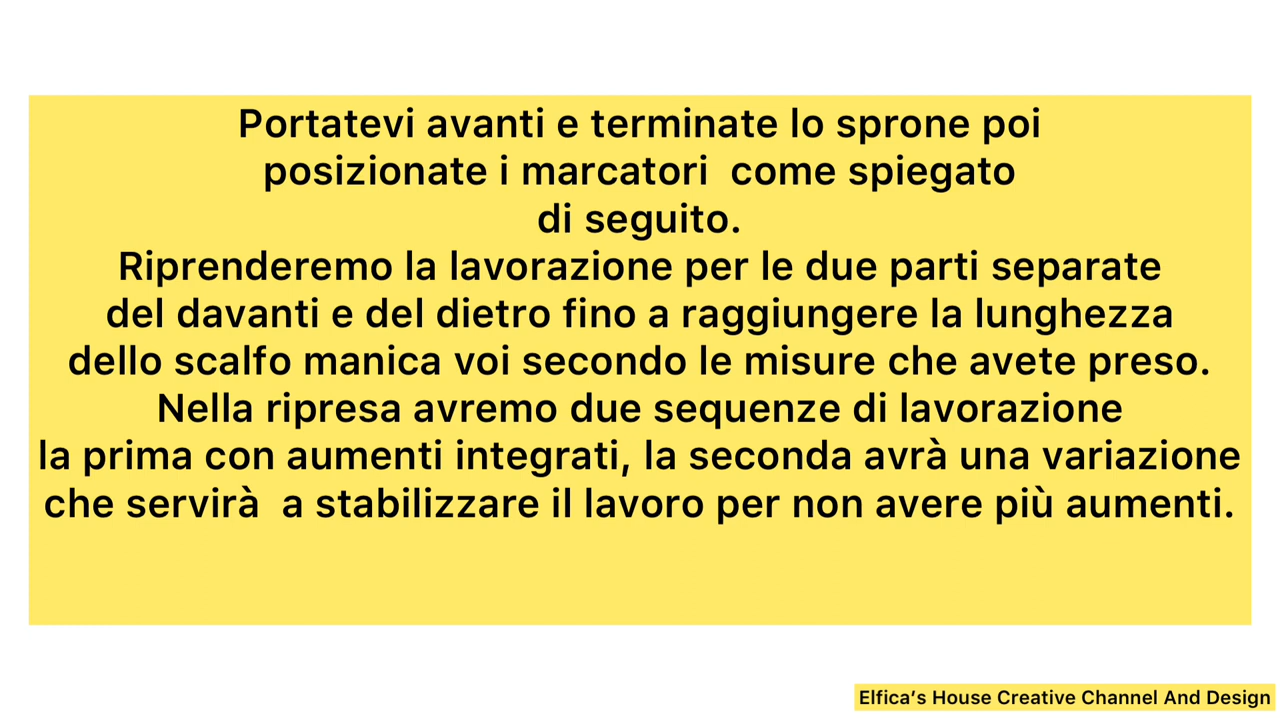 Portatevi avanti e terminate lo sprone poi
posizionate i marcatori  come spiegato
di seguito.
Riprenderemo la lavorazione per le due parti separate
del davanti e del dietro fino a raggiungere la lunghezza
dello scalfo manica voi secondo le misure che avete preso.
Nella ripresa avremo due sequenze di lavorazione
la prima con aumenti integrati, la seconda avrà una variazione
che servirà  a stabilizzare il lavoro per non avere più aumenti.
Elfica’s House Creative Channel And Design